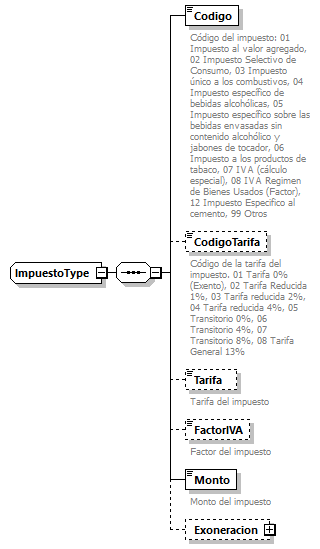 Codigo
Código del impuesto: 01
Impuesto al valor agregado,
02 Impuesto Selectivo de
Consumo, 03 Impuesto
único a los combustivos, 04
Impuesto específico de
bebidas alcohólicas, 05
Impuesto específico sobre las
bebidas envasadas sin
contenido alcohólico y
jabones de tocador, 06
Impuesto a los productos de
tabaco, 07 IVA (cálculo
especial), 08 IVA Regimen
de Bienes Usados (Factor),
12 Impuesto Especifico al
cemento, 99 Otros
CodigoTarifa
Código de la tarifa del
impuesto. 01 Tarifa 0%
(Exento), 02 Tarifa Reducida
1%, 03 Tarifa reducida 2%,
04 Tarifa reducida 4%, 05
Transitorio 0%, 06
Transitorio 4%, 07
Transitorio 8%, 08 Tarifa
General 13%
ImpuestoType
Tarifa
Tarifa del impuesto
FactorIVA
Factor del impuesto
Monto
Monto del impuesto
Exoneracion